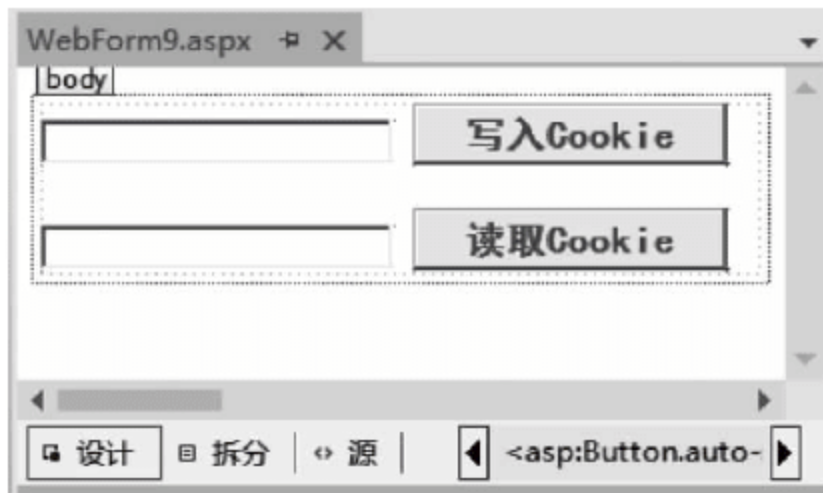 WebForm9.aspx
body
写入Cookie
读取Cookie
设计 拆分 源 <asp:Button.auto-